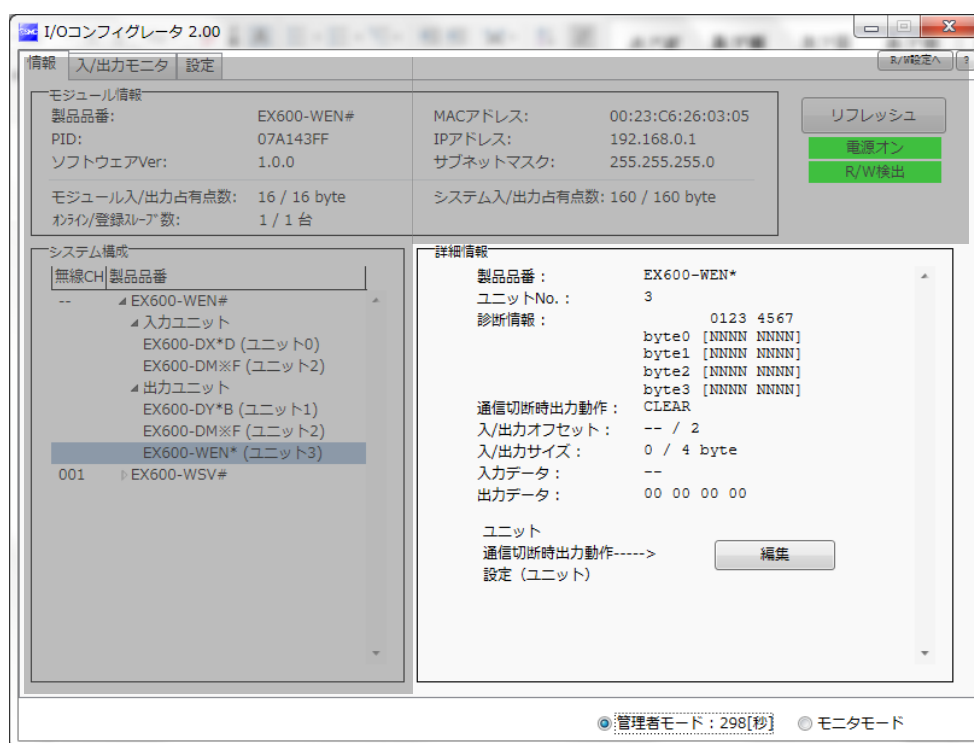 SMC I/Oコンフィグレータ 2.00
情報 入/出力モニタ 設定 R/W設定へ ?
モジュール情報
製品品番: EX600-WEN# MACアドレス: 00:23:C6:26:03:05 リフレッシュ
PID: 07A143FF IPアドレス: 192.168.0.1 電源オン
ソフトウェアVer: 1.0.0 サブネットマスク: 255.255.255.0 R/W検出
モジュール入/出力占有点数: 16 / 16 byte システム入/出力占有点数: 160 / 160 byte
オンライン/登録スレーブ数: 1 / 1 台
システム構成
無線CH 製品品番
-- EX600-WEN#
入力ユニット
EX600-DX*D (ユニット0)
EX600-DM※F (ユニット2)
出力ユニット
EX600-DY*B (ユニット1)
EX600-DM※F (ユニット2)
EX600-WEN* (ユニット3)
001 EX600-WSV#
詳細情報
製品品番： EX600-WEN*
ユニットNo.： 3
診断情報： 0123 4567
byte0 [NNNN NNNN]
byte1 [NNNN NNNN]
byte2 [NNNN NNNN]
byte3 [NNNN NNNN]
通信切断時出力動作： CLEAR
入/出力オフセット： -- / 2
入/出力サイズ： 0 / 4 byte
入力データ： --
出力データ： 00 00 00 00
ユニット
通信切断時出力動作-----> 編集
設定（ユニット）
管理者モード：298[秒] モニタモード